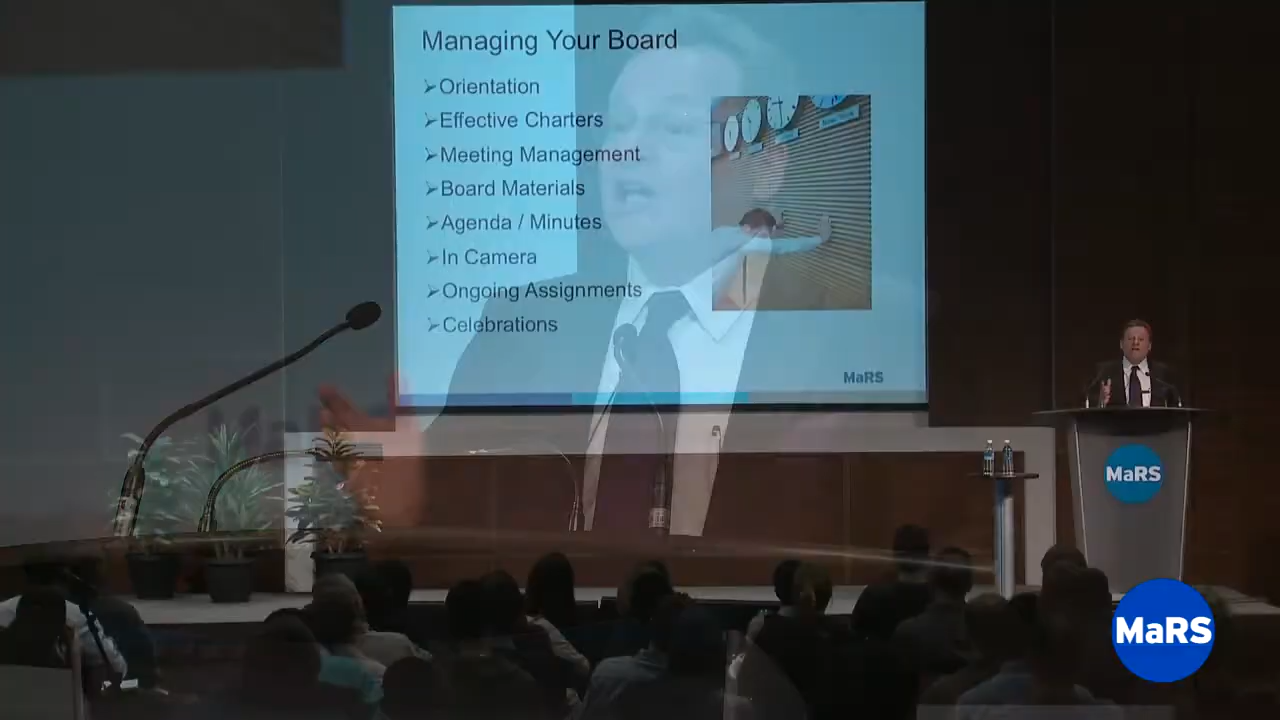 Managing Your Board
➢Orientation
➢Effective Charters
➢Meeting Management
➢Board Materials
➢Agenda / Minutes
➢In Camera
➢Ongoing Assignments
➢Celebrations
MaRS
MaRS
MaRS